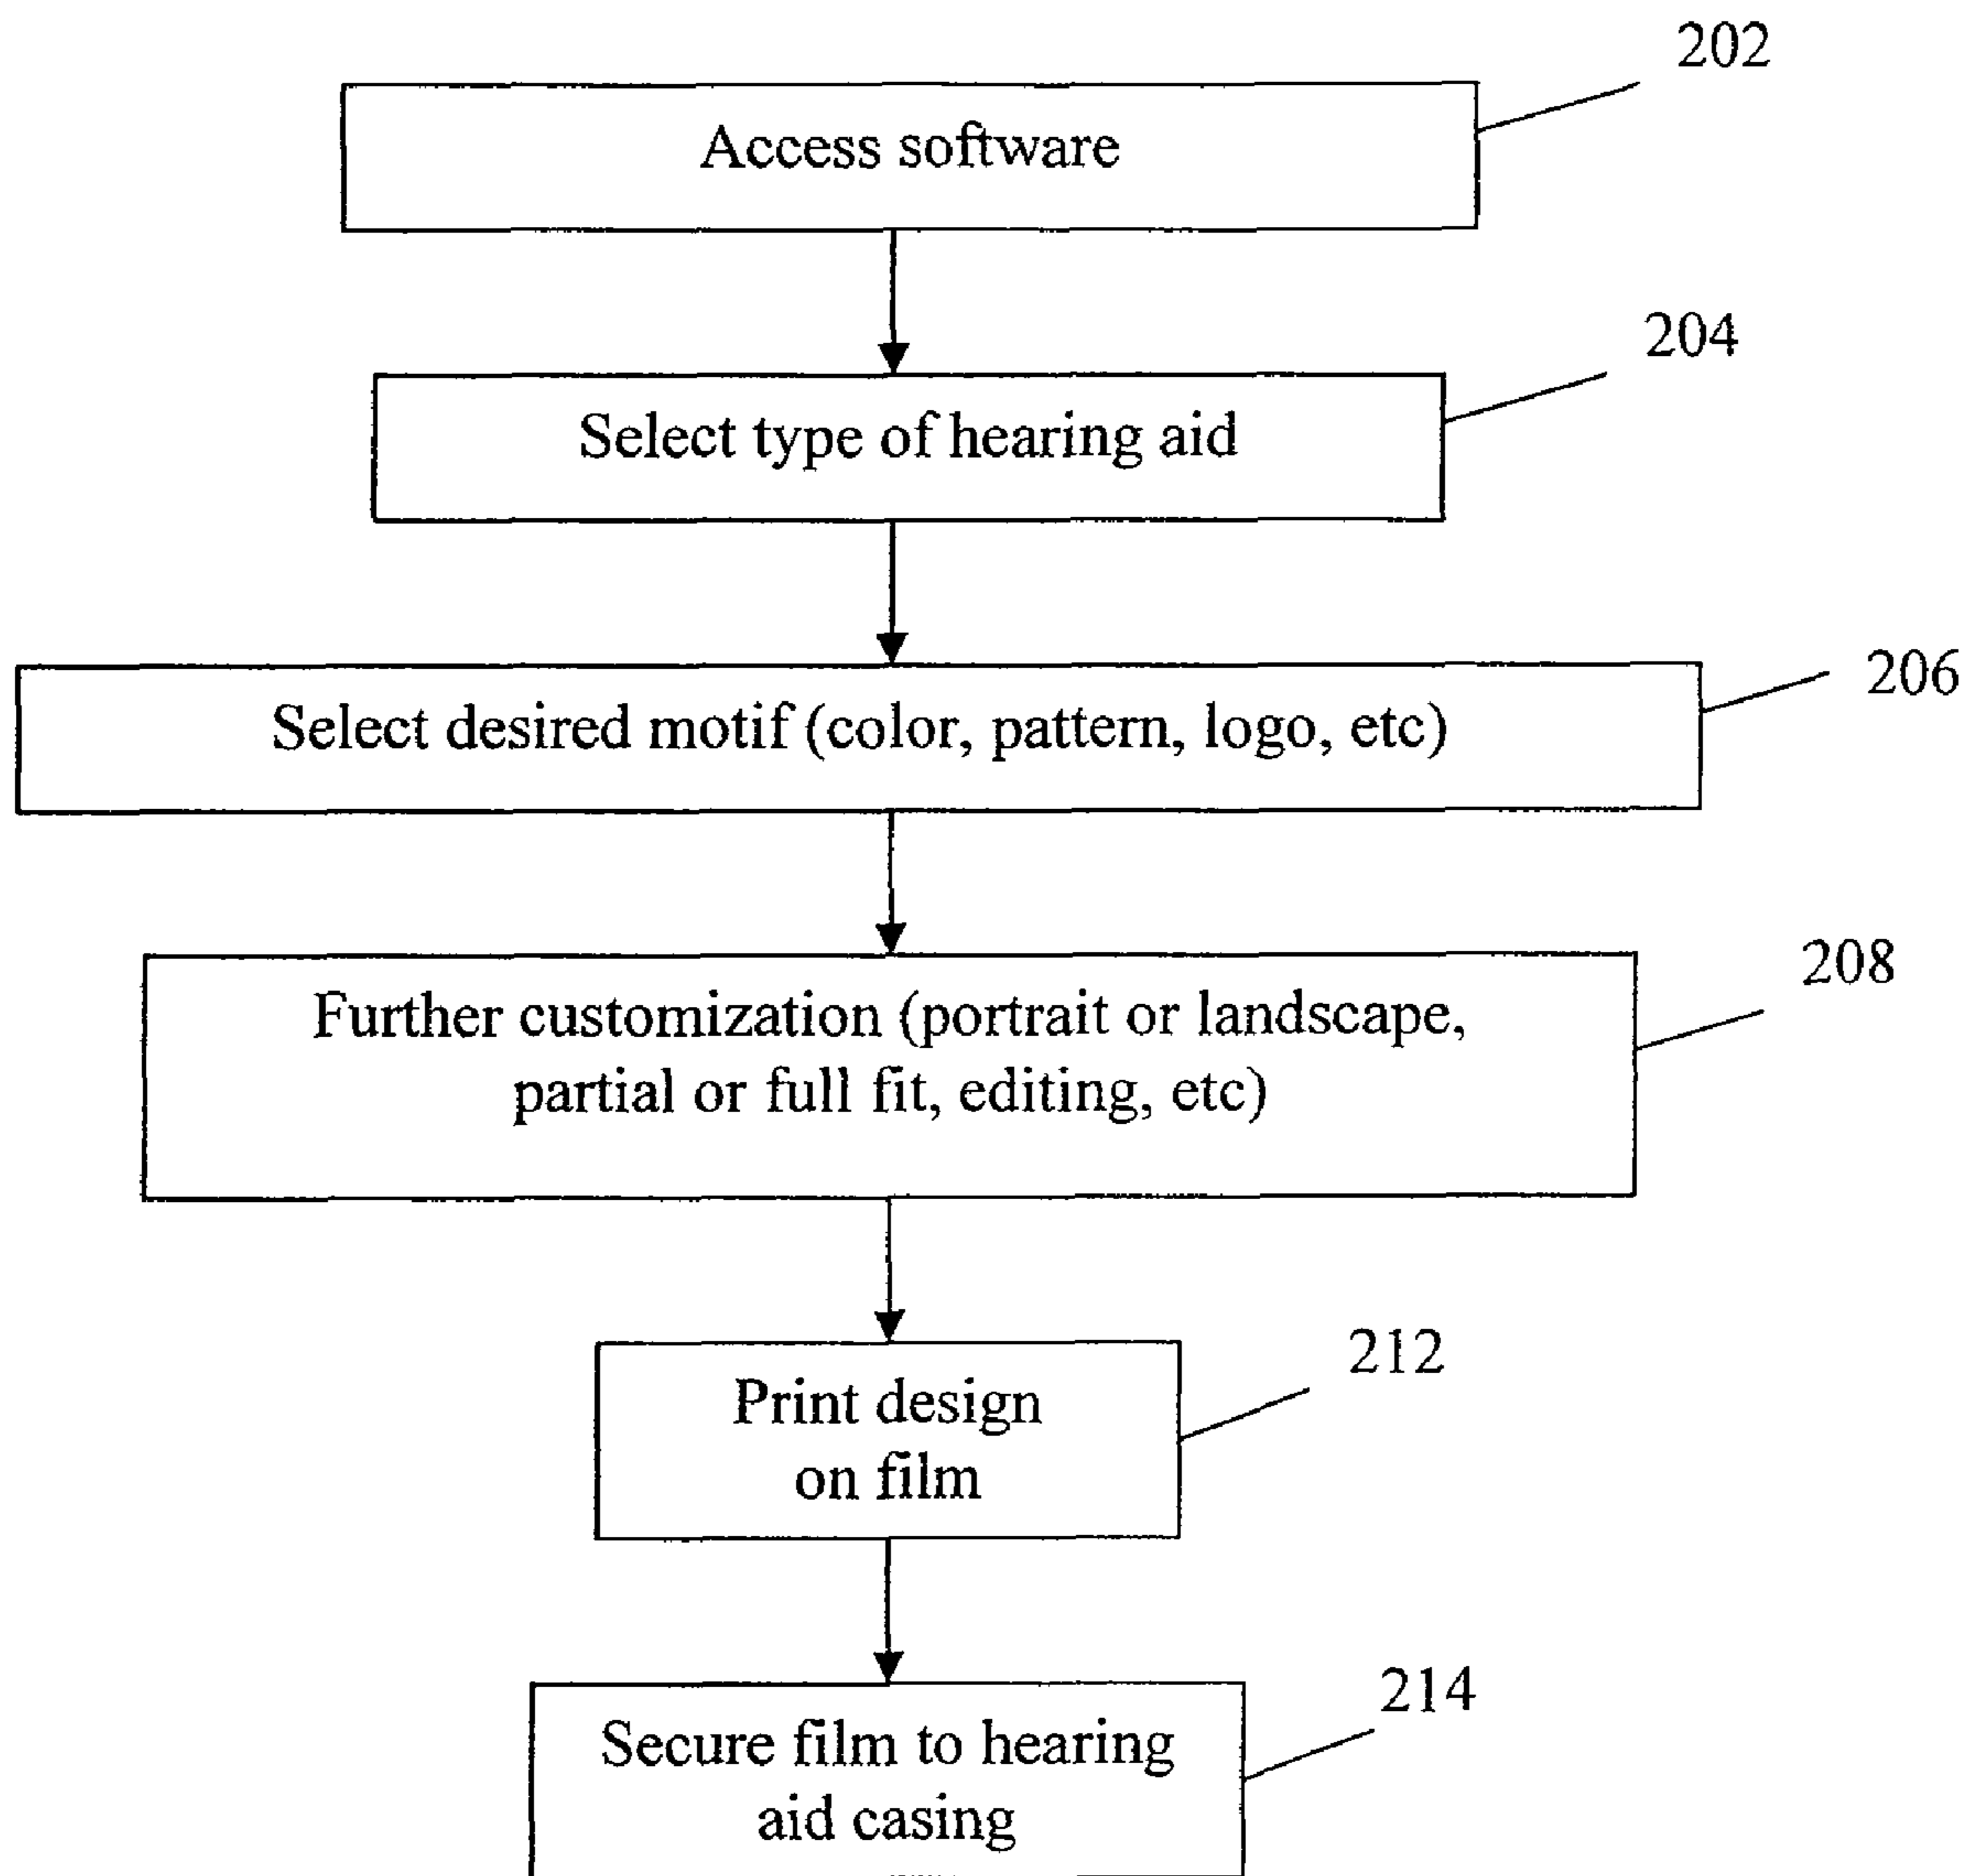 202
Access software
204
Select type of hearing aid
206
Select desired motif (color, pattern, logo, etc)
208
Further customization (portrait or landscape,
partial or full fit, editing, etc)
212
Print design
on film
214
Secure film to hearing
aid casing